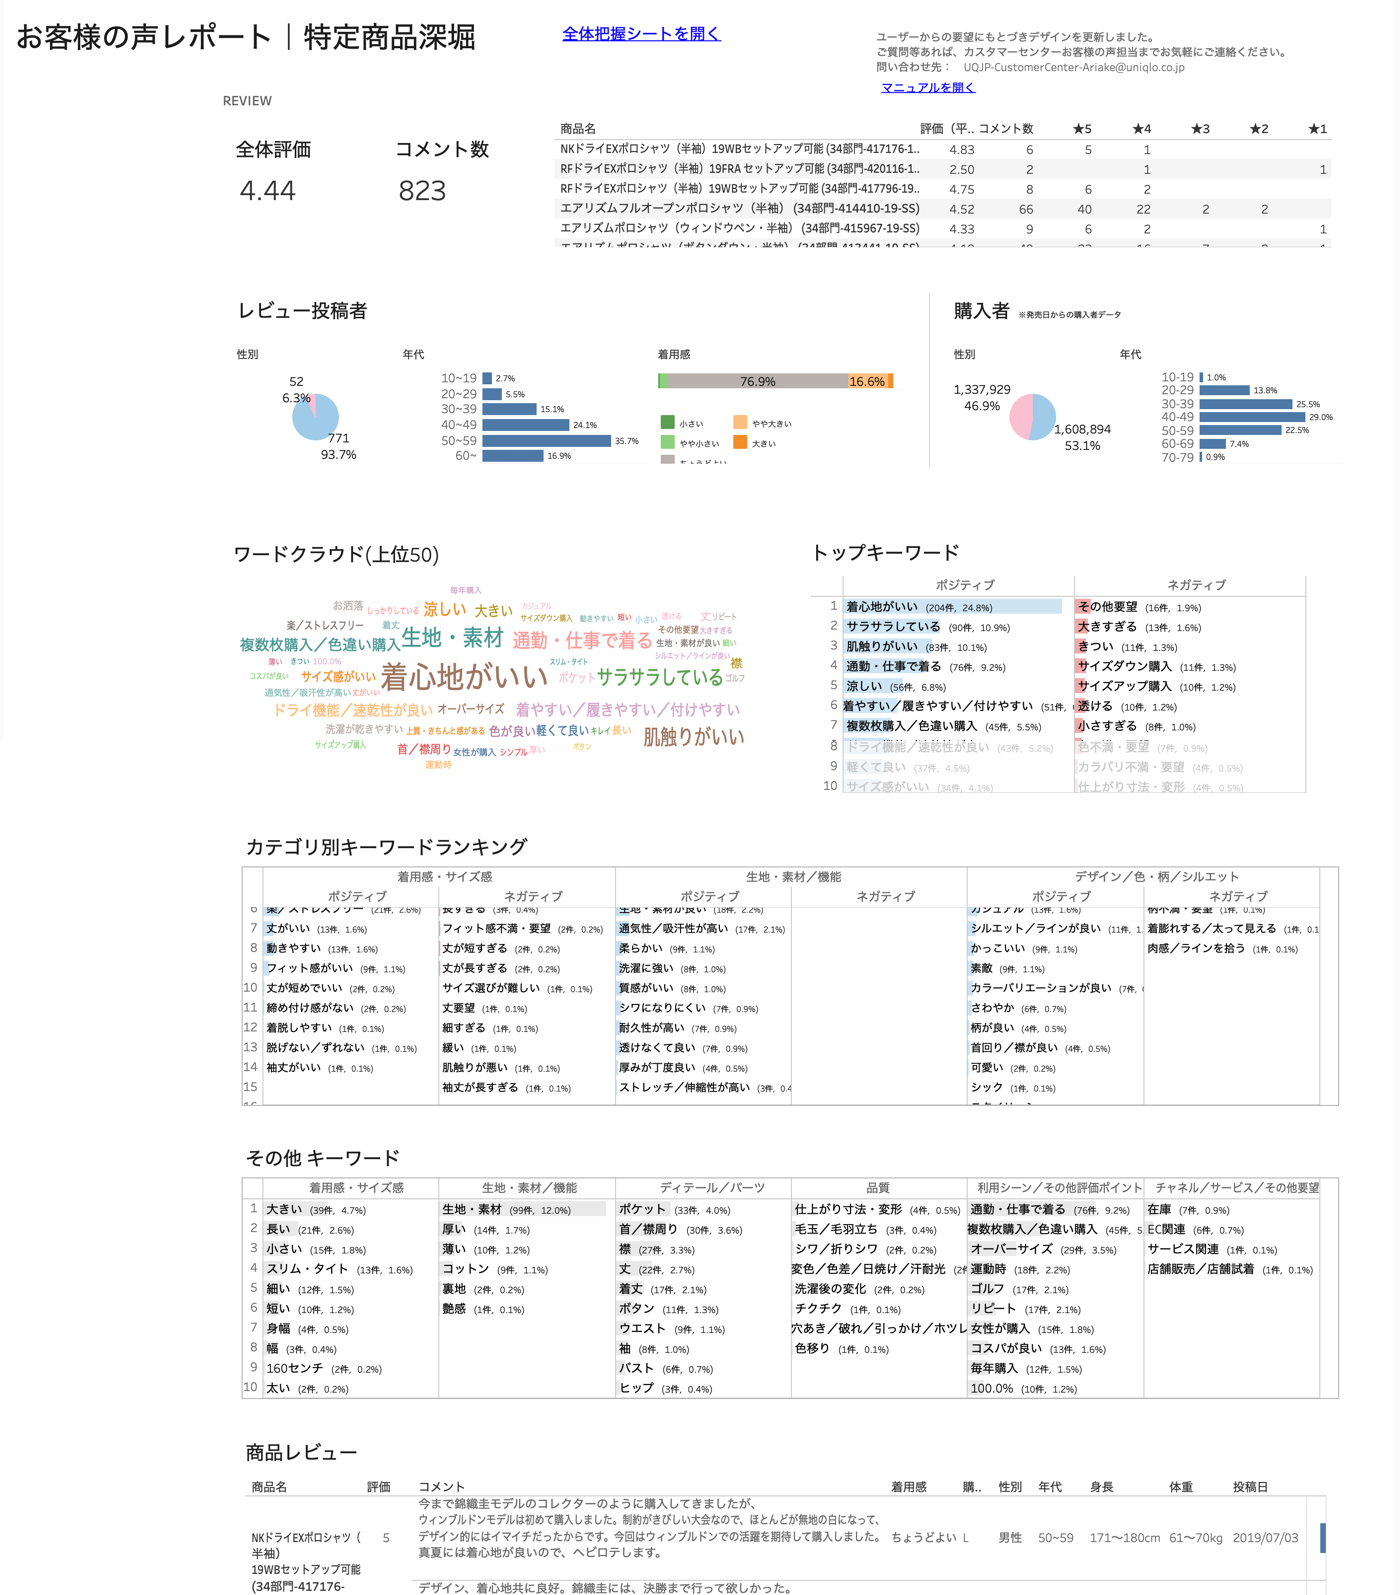 お客様の声レポート｜特定商品深堀
全体把握シートを開く
ユーザーからの要望にもとづきデザインを更新しました。
ご質問等あれば、カスタマーセンターお客様の声担当までお気軽にご連絡ください。
問い合わせ先： UQJP-CustomerCenter-Ariake@uniqlo.co.jp
マニュアルを開く
REVIEW
全体評価 コメント数
4.44 823
商品名 評価（平.. コメント数 ★5 ★4 ★3 ★2 ★1
NKドライEXポロシャツ（半袖）19WBセットアップ可能 (34部門-417176-1.. 4.83 6 5 1
RFドライEXポロシャツ（半袖）19FRA セットアップ可能 (34部門-420116-1.. 2.50 2 1 1
RFドライEXポロシャツ（半袖）19WBセットアップ可能 (34部門-417796-19.. 4.75 8 6 2
エアリズムフルオープンポロシャツ（半袖） (34部門-414410-19-SS) 4.52 66 40 22 2 2
エアリズムポロシャツ（ウィンドウペン・半袖） (34部門-415967-19-SS) 4.33 9 6 2 1
エアリズムポロシャツ（ボタンダウン・半袖） (34部門-413441-19-SS)
レビュー投稿者
性別
52
6.3%
771
93.7%
年代
10~19 2.7%
20~29 5.5%
30~39 15.1%
40~49 24.1%
50~59 35.7%
60~ 16.9%
着用感
76.9% 16.6%
小さい やや大きい
やや小さい 大きい
ちょうどよい
購入者 ※発売日からの購入者データ
性別
1,337,929
46.9%
1,608,894
53.1%
年代
10-19 1.0%
20-29 13.8%
30-39 25.5%
40-49 29.0%
50-59 22.5%
60-69 7.4%
70-79 0.9%
ワードクラウド(上位50)
毎年購入
お洒落 しっかりしている 涼しい 大きい カジュアル
サイズダウン購入 動きやすい 短い 小さい 透ける 丈 リピート
楽／ストレスフリー 着丈 生地・素材 通勤・仕事で着る その他要望 大きすぎる
複数枚購入／色違い購入 生地・素材が良い 細い
シルエット／ラインが良い
薄い きつい 100.0% 着心地がいい スリム・タイト 襟
コスパが良い サイズ感がいい ポケット サラサラしている ゴルフ
通気性／吸汗性が高い 丈がいい
ドライ機能／速乾性が良い オーバーサイズ 着やすい／履きやすい／付けやすい
洗濯が乾きやすい 上質・きちんと感がある 色が良い 軽くて良い キレイ 長い 肌触りがいい
サイズアップ購入 首／襟周り 女性が購入 シンプル 厚い ボタン
運動時
トップキーワード
ポジティブ ネガティブ
1 着心地がいい (204件, 24.8%) その他要望 (16件, 1.9%)
2 サラサラしている (90件, 10.9%) 大きすぎる (13件, 1.6%)
3 肌触りがいい (83件, 10.1%) きつい (11件, 1.3%)
4 通勤・仕事で着る (76件, 9.2%) サイズダウン購入 (11件, 1.3%)
5 涼しい (56件, 6.8%) サイズアップ購入 (10件, 1.2%)
6 着やすい／履きやすい／付けやすい (51件, 透ける (10件, 1.2%)
7 複数枚購入／色違い購入 (45件, 5.5%) 小さすぎる (8件, 1.0%)
8 ドライ機能／速乾性が良い (43件, 5.2%) 色不満・要望 (7件, 0.9%)
9 軽くて良い (37件, 4.5%) カラバリ不満・要望 (4件, 0.5%)
10 サイズ感がいい (34件, 4.1%) 仕上がり寸法・変形 (4件, 0.5%)
カテゴリ別キーワードランキング
着用感・サイズ感 生地・素材／機能 デザイン／色・柄／シルエット
ポジティブ ネガティブ ポジティブ ネガティブ ポジティブ ネガティブ
6 楽／ストレスフリー (21件, 2.6%) 長すぎる (3件, 0.4%) 生地・素材が良い (18件, 2.2%) カジュアル (13件, 1.6%) 柄不満・要望 (1件, 0.1%)
7 丈がいい (13件, 1.6%) フィット感不満・要望 (2件, 0.2%) 通気性／吸汗性が高い (17件, 2.1%) シルエット／ラインが良い (11件, 1. 着膨れする／太って見える (1件, 0.1
8 動きやすい (13件, 1.6%) 丈が短すぎる (2件, 0.2%) 柔らかい (9件, 1.1%) かっこいい (9件, 1.1%) 肉感／ラインを拾う (1件, 0.1%)
9 フィット感がいい (9件, 1.1%) 丈が長すぎる (2件, 0.2%) 洗濯に強い (8件, 1.0%) 素敵 (9件, 1.1%)
10 丈が短めでいい (2件, 0.2%) サイズ選びが難しい (1件, 0.1%) 質感がいい (8件, 1.0%) カラーバリエーションが良い (7件,
11 締め付け感がない (2件, 0.2%) 丈要望 (1件, 0.1%) シワになりにくい (7件, 0.9%) さわやか (6件, 0.7%)
12 着脱しやすい (1件, 0.1%) 細すぎる (1件, 0.1%) 耐久性が高い (7件, 0.9%) 柄が良い (4件, 0.5%)
13 脱げない／ずれない (1件, 0.1%) 緩い (1件, 0.1%) 透けなくて良い (7件, 0.9%) 首回り／襟が良い (4件, 0.5%)
14 袖丈がいい (1件, 0.1%) 肌触りが悪い (1件, 0.1%) 厚みが丁度良い (4件, 0.5%) 可愛い (2件, 0.2%)
15 袖丈が長すぎる (1件, 0.1%) ストレッチ／伸縮性が高い (3件, 0.4 シック (1件, 0.1%)
その他 キーワード
着用感・サイズ感 生地・素材／機能 ディテール／パーツ 品質 利用シーン／その他評価ポイント チャネル／サービス／その他要望
1 大きい (39件, 4.7%) 生地・素材 (99件, 12.0%) ポケット (33件, 4.0%) 仕上がり寸法・変形 (4件, 0.5%) 通勤・仕事で着る (76件, 9.2%) 在庫 (7件, 0.9%)
2 長い (21件, 2.6%) 厚い (14件, 1.7%) 首／襟周り (30件, 3.6%) 毛玉／毛羽立ち (3件, 0.4%) 複数枚購入／色違い購入 (45件, 5. EC関連 (6件, 0.7%)
3 小さい (15件, 1.8%) 薄い (10件, 1.2%) 襟 (27件, 3.3%) シワ／折りシワ (2件, 0.2%) オーバーサイズ (29件, 3.5%) サービス関連 (1件, 0.1%)
4 スリム・タイト (13件, 1.6%) コットン (9件, 1.1%) 丈 (22件, 2.7%) 変色／色差／日焼け／汗耐光 (2件 運動時 (18件, 2.2%) 店舗販売／店舗試着 (1件, 0.1%)
5 細い (12件, 1.5%) 裏地 (2件, 0.2%) 着丈 (17件, 2.1%) 洗濯後の変化 (2件, 0.2%) ゴルフ (17件, 2.1%)
6 短い (10件, 1.2%) 艶感 (1件, 0.1%) ボタン (11件, 1.3%) チクチク (1件, 0.1%) リピート (17件, 2.1%)
7 身幅 (4件, 0.5%) ウエスト (9件, 1.1%) 穴あき／破れ／引っかけ／ホツレ 女性が購入 (15件, 1.8%)
8 幅 (3件, 0.4%) 袖 (8件, 1.0%) 色移り (1件, 0.1%) コスパが良い (13件, 1.6%)
9 160センチ (2件, 0.2%) バスト (6件, 0.7%) 毎年購入 (12件, 1.5%)
10 太い (2件, 0.2%) ヒップ (3件, 0.4%) 100.0% (10件, 1.2%)
商品レビュー
商品名 評価 コメント 着用感 購.. 性別 年代 身長 体重 投稿日
今まで錦織圭モデルのコレクターのように購入してきましたが、
ウィンブルドンモデルは初めて購入しました。制約がきびしい大会なので、ほとんどが無地の白になって、
NKドライEXポロシャツ（ 5 デザイン的にはイマイチだったからです。今回はウィンブルドンでの活躍を期待して購入しました。 ちょうどよい L 男性 50~59 171〜180cm 61〜70kg 2019/07/03
半袖） 真夏には着心地が良いので、ヘビロテします。
19WBセットアップ可能
(34部門-417176-
デザイン、着心地共に良好。錦織圭には、決勝まで行って欲しかった。